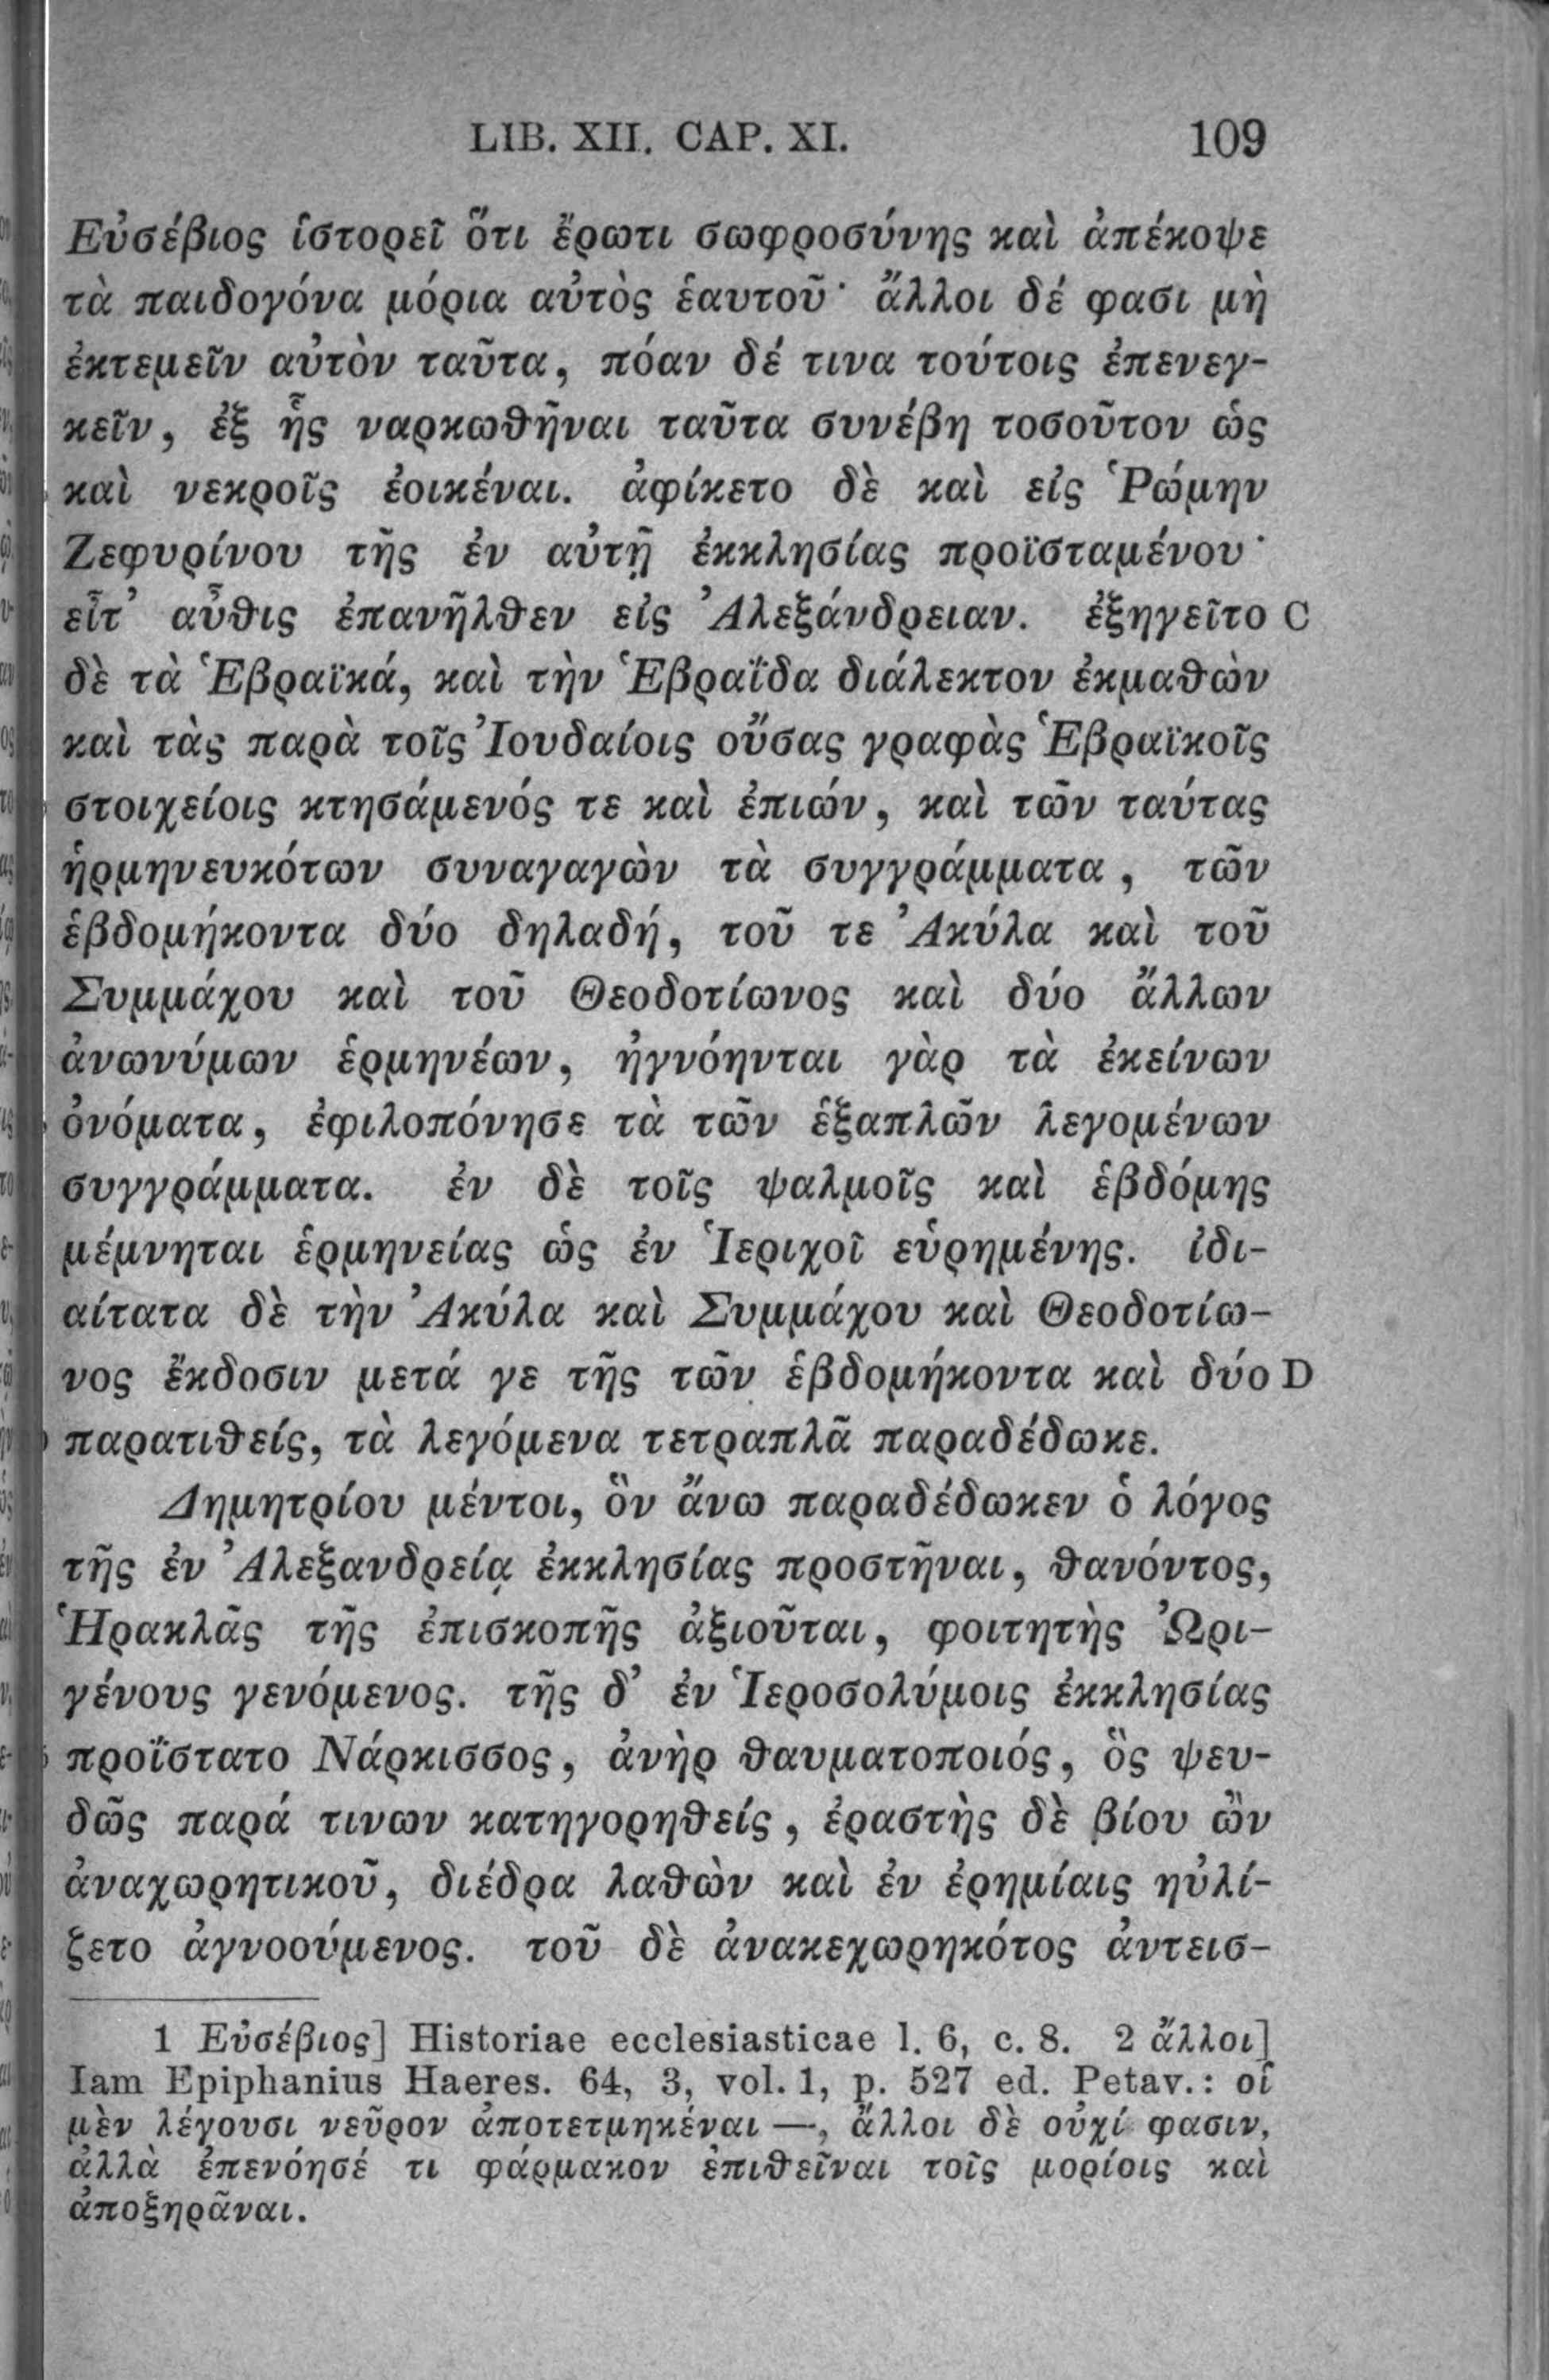 LIB. XII. CAP. XI. 109
Εὐσέβιος ἱστορεῖ ὅτι ἔρωτι σωφροσύνης καὶ ἀπέκοψε
τὰ παιδογόνα μόρια αὐτὸς ἑαυτοῦ· ἄλλοι δέ φασι μὴ
ἐκτεμεῖν αὐτὸν ταῦτα, πόαν δέ τινα τούτοις ἐπενεγ-
κεῖν, ἐξ ἧς ναρκωθῆναι ταῦτα συνέβη τοσοῦτον ὡς
καὶ νεκροῖς ἐοικέναι. ἀφίκετο δὲ καὶ εἰς Ῥώμην
Ζεφυρίνου τῆς ἐν αὐτῇ ἐκκλησίας προϊσταμένου·
εἶτ’ αὖθις ἐπανῆλθεν εἰς Ἀλεξάνδρειαν. ἐξηγεῖτο C
δὲ τὰ Ἑβραϊκά, καὶ τὴν Ἑβραΐδα διάλεκτον ἐκμαθὼν
καὶ τὰς παρὰ τοῖς Ἰουδαίοις οὔσας γραφὰς Ἑβραϊκοῖς
στοιχείοις κτησάμενός τε καὶ ἐπιών, καὶ τῶν ταύτας
ἡρμηνευκότων συναγαγὼν τὰ συγγράμματα, τῶν
ἑβδομήκοντα δύο δηλαδή, τοῦ τε Ἀκύλα καὶ τοῦ
Συμμάχου καὶ τοῦ Θεοδοτίωνος καὶ δύο ἄλλων
ἀνωνύμων ἑρμηνέων, ἠγνόηνται γὰρ τὰ ἐκείνων
ὀνόματα, ἐφιλοπόνησε τὰ τῶν ἑξαπλῶν λεγομένων
συγγράμματα. ἐν δὲ τοῖς ψαλμοῖς καὶ ἑβδόμης
μέμνηται ἑρμηνείας ὡς ἐν Ἱεριχοῖ εὑρημένης. ἰδι-
αίτατα δὲ τὴν Ἀκύλα καὶ Συμμάχου καὶ Θεοδοτίω-
νος ἔκδοσιν μετά γε τῆς τῶν ἑβδομήκοντα καὶ δύο D
παρατιθείς, τὰ λεγόμενα τετραπλᾶ παραδέδωκε.
Δημητρίου μέντοι, ὃν ἄνω παραδέδωκεν ὁ λόγος
τῆς ἐν Ἀλεξανδρείᾳ ἐκκλησίας προστῆναι, θανόντος,
Ἡρακλᾶς τῆς ἐπισκοπῆς ἀξιοῦται, φοιτητὴς Ὠρι-
γένους γενόμενος. τῆς δ’ ἐν Ἱεροσολύμοις ἐκκλησίας
προΐστατο Νάρκισσος, ἀνὴρ θαυματοποιός, ὃς ψευ-
δῶς παρά τινων κατηγορηθείς, ἐραστὴς δὲ βίου ὢν
ἀναχωρητικοῦ, διέδρα λαθὼν καὶ ἐν ἐρημίαις ηὐλί-
ζετο ἀγνοούμενος. τοῦ δὲ ἀνακεχωρηκότος ἀντεισ-
1 Εὐσέβιος] Historiae ecclesiasticae l. 6, c. 8. 2 ἄλλοι]
Iam Epiphanius Haeres. 64, 3, vol. 1, p. 527 ed. Petav.: οἱ
μὲν λέγουσι νεῦρον ἀποτετμηκέναι —, ἄλλοι δὲ οὐχί φασιν,
ἀλλὰ ἐπενόησέ τι φάρμακον ἐπιθεῖναι τοῖς μορίοις καὶ
ἀποξηρᾶναι.